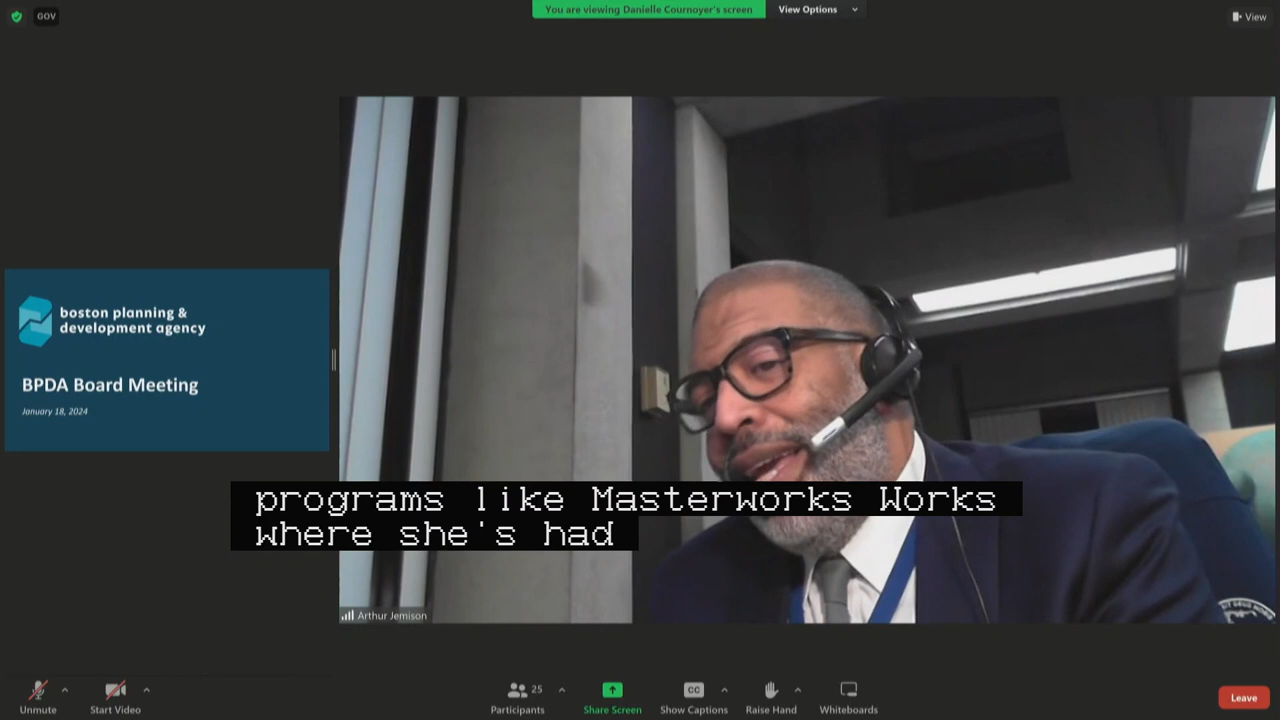 GOV
You are viewing Danielle Cournoyer's screen
View Options
View
boston planning &
development agency
BPDA Board Meeting
January 18, 2024
programs like Masterworks Works
where she's had
Arthur Jemison
Unmute
Start Video
25
Participants
Share Screen
CC
Show Captions
Raise Hand
Whiteboards
Leave